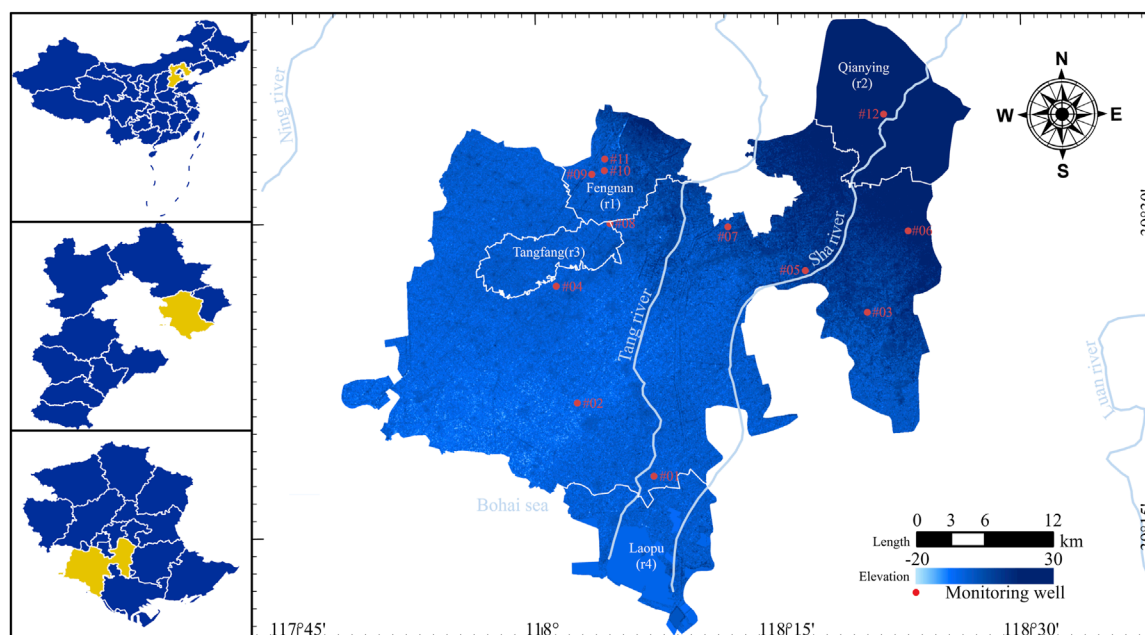 Ning river
Qianying
(r2)
#12
N
W
E
S
#11
#10
#09
Fengnan
(r1)
#08
#07
#06
Tangfang(r3)
Sha river
#05
#04
#03
Tang river
Luan river
#02
#01
Bohai sea
Laopu
(r4)
0 3 6 12
Length
km
-20 30
Elevation
Monitoring well
117°45'
118°
118°15'
118°30'